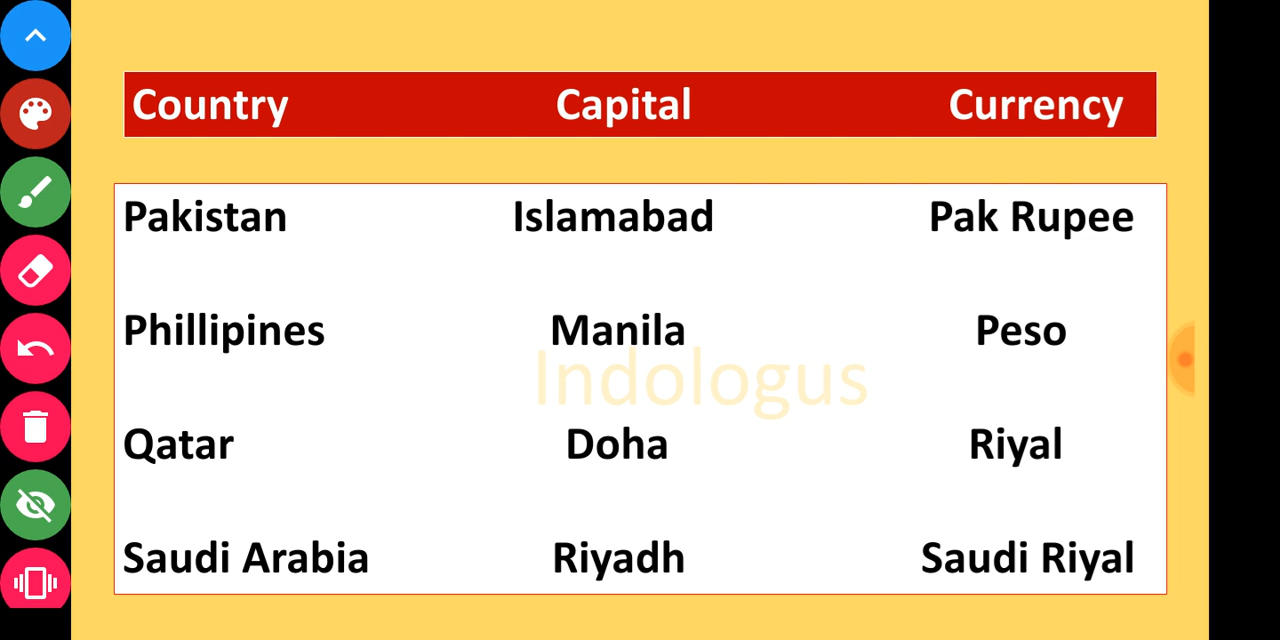 Country Capital Currency
Pakistan Islamabad Pak Rupee
Phillipines Manila Peso
Indologus
Qatar Doha Riyal
Saudi Arabia Riyadh Saudi Riyal